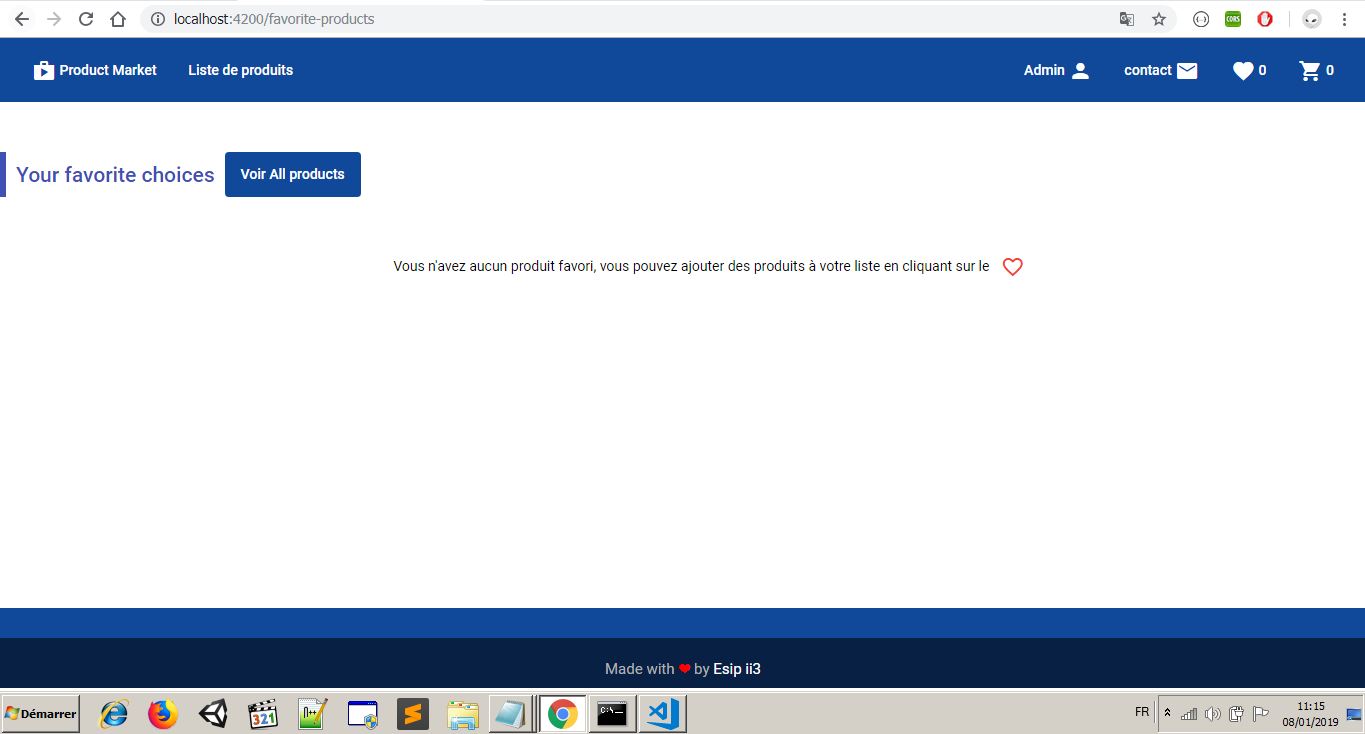 localhost:4200/favorite-products
CORS
Product Market Liste de produits Admin contact 0 0
Your favorite choices Voir All products
Vous n'avez aucun produit favori, vous pouvez ajouter des produits à votre liste en cliquant sur le
Made with ❤ by Esip ii3
Démarrer 321 FR 11:15
08/01/2019